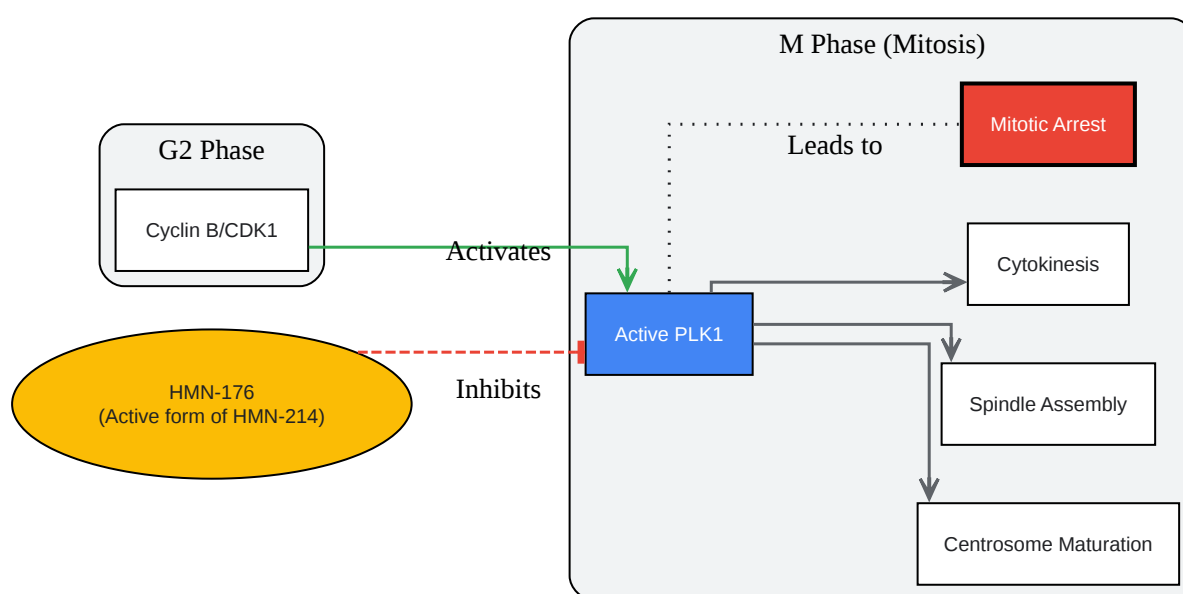 M Phase (Mitosis)
Mitotic Arrest
Leads to
G2 Phase
Cyclin B/CDK1
Activates
Cytokinesis
Active PLK1
HMN-176
(Active form of HMN-214)
Inhibits
Spindle Assembly
Centrosome Maturation